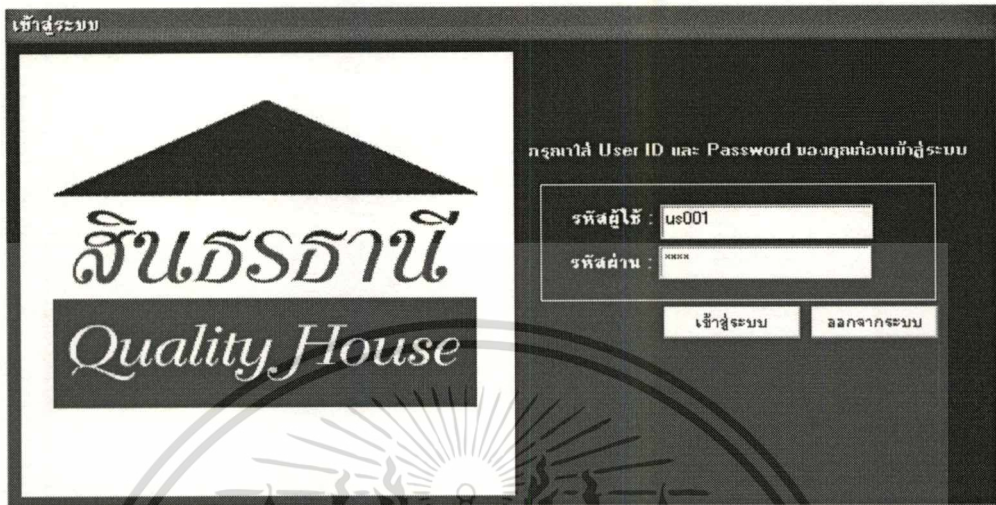 เข้าสู่ระบบ
สินธรธานี
Quality House
กรุณาใส่ User ID และ Password ของคุณก่อนเข้าสู่ระบบ
รหัสผู้ใช้ : us001
รหัสผ่าน : ****
เข้าสู่ระบบ ออกจากระบบ